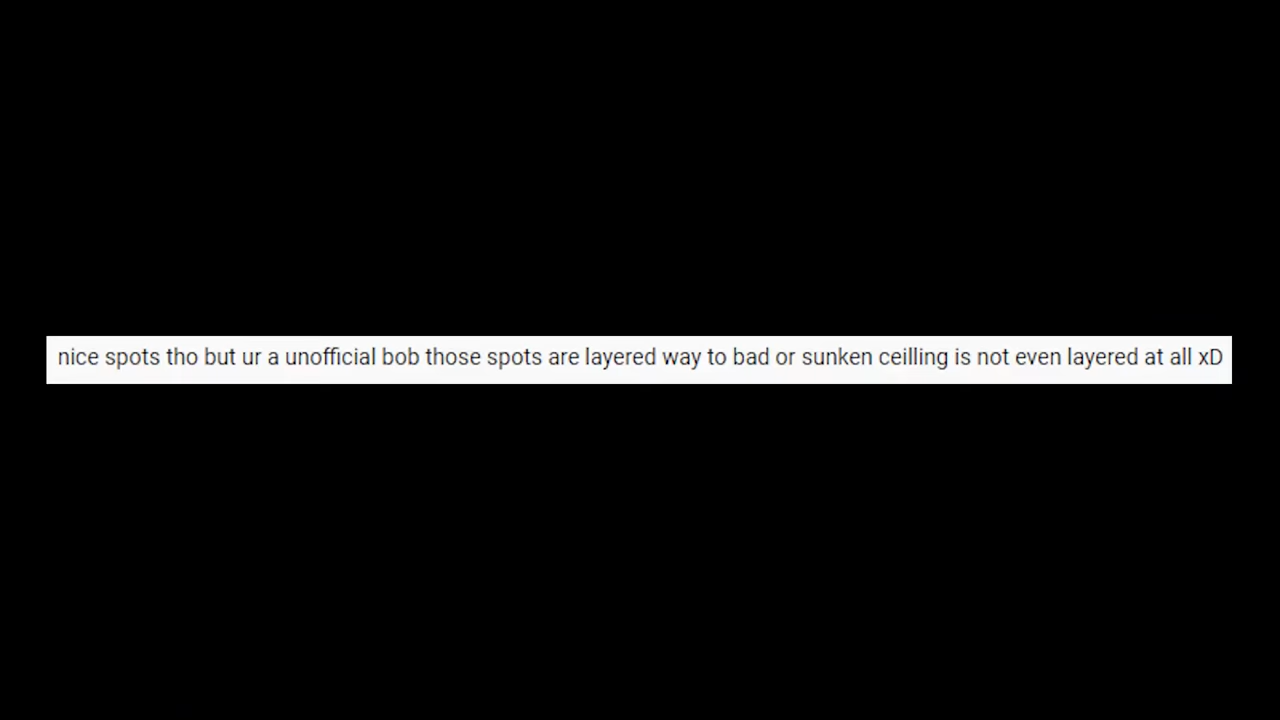 nice spots tho but ur a unofficial bob those spots are layered way to bad or sunken ceilling is not even layered at all xD